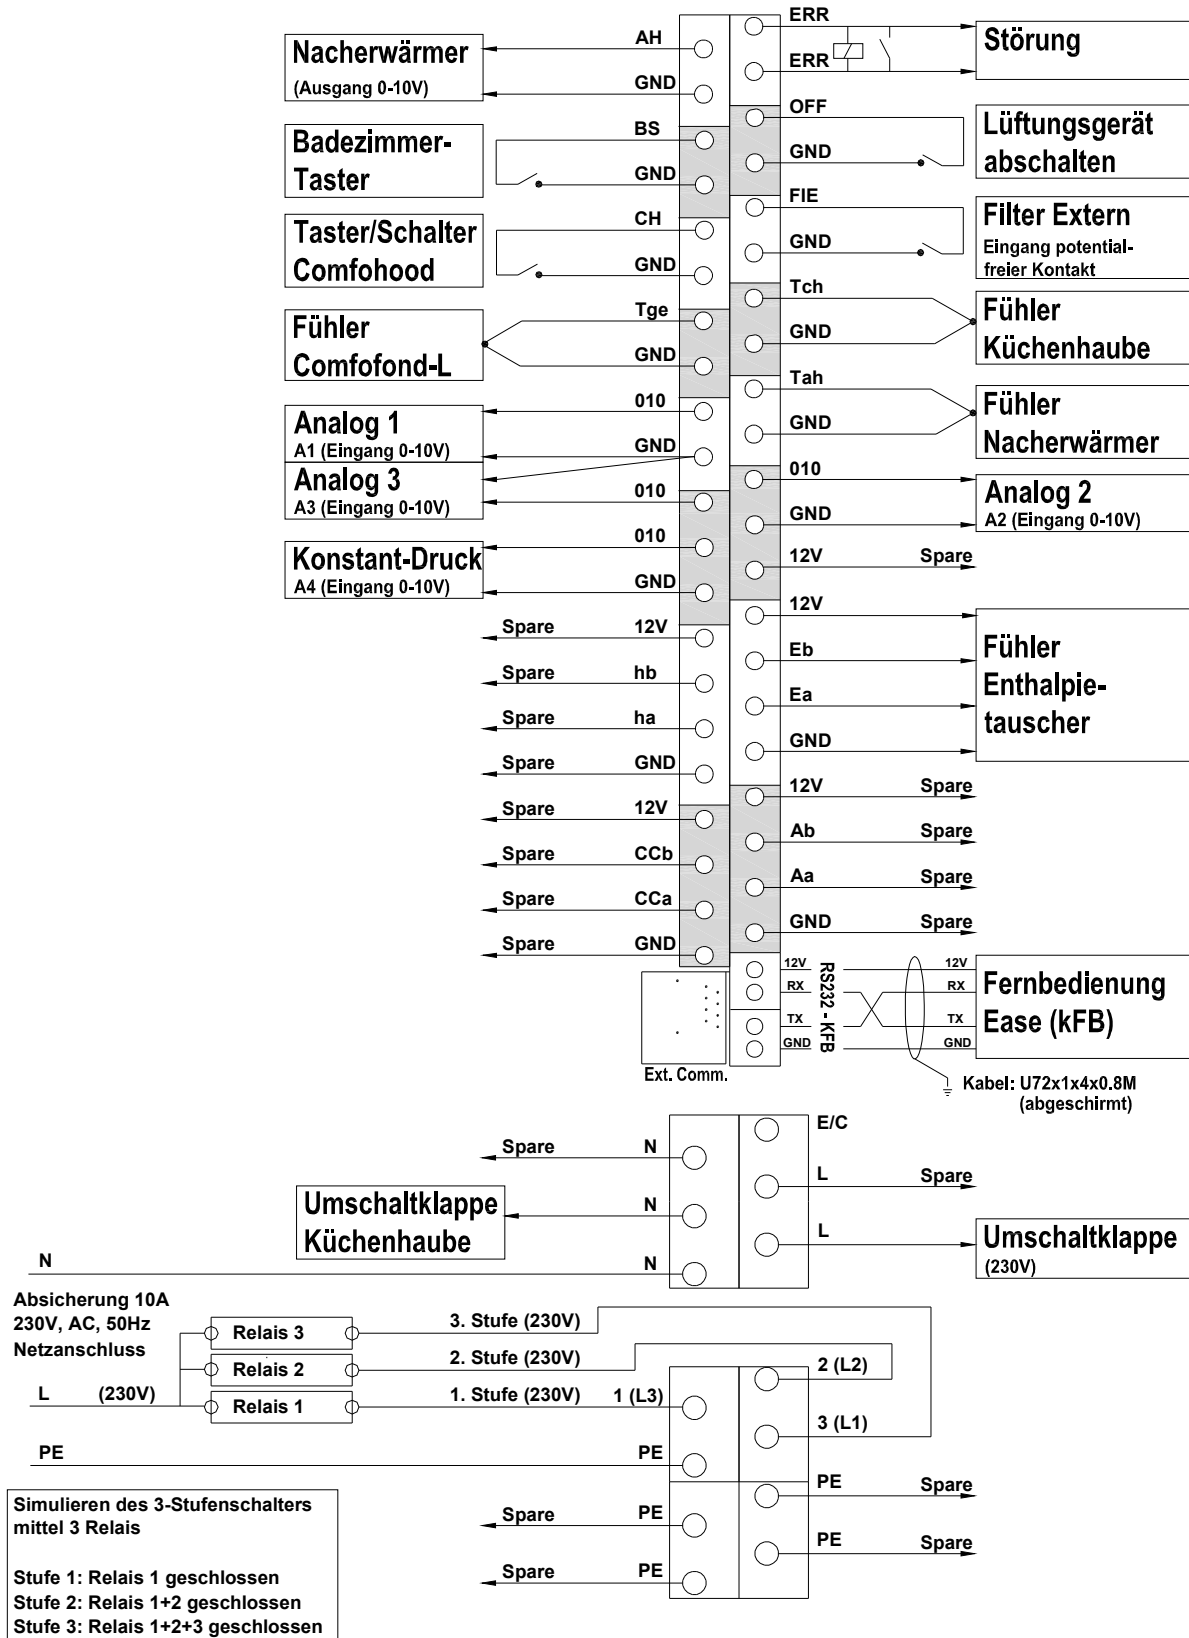 ERR
AH
Nacherwärmer
(Ausgang 0-10V)
GND
ERR
Störung
BS
Badezimmer-
Taster
GND
OFF
GND
Lüftungsgerät
abschalten
CH
Taster/Schalter
Comfohood
GND
FIE
GND
Filter Extern
Eingang potential-
freier Kontakt
Tge
Fühler
Comfofond-L
GND
Tch
GND
Fühler
Küchenhaube
010
Analog 1
A1 (Eingang 0-10V)
GND
Tah
GND
Fühler
Nacherwärmer
Analog 3
A3 (Eingang 0-10V)
010
010
GND
Analog 2
A2 (Eingang 0-10V)
010
Konstant-Druck
A4 (Eingang 0-10V)
GND
12V
Spare
Spare
12V
Spare
hb
Spare
ha
Spare
GND
12V
Eb
Ea
GND
Fühler
Enthalpie-
tauscher
Spare
12V
Spare
CCb
Spare
CCa
Spare
GND
12V
Spare
Ab
Spare
Aa
Spare
GND
Spare
12V
RX
TX
GND
RS232 - KFB
12V
RX
TX
GND
Fernbedienung
Ease (kFB)
Ext. Comm.
Kabel: U72x1x4x0.8M
(abgeschirmt)
E/C
Spare
N
L
Spare
Umschaltklappe
Küchenhaube
N
L
Umschaltklappe
(230V)
N
N
Absicherung 10A
230V, AC, 50Hz
Netzanschluss
Relais 3
3. Stufe (230V)
Relais 2
2. Stufe (230V)
2 (L2)
L
(230V)
Relais 1
1. Stufe (230V)
1 (L3)
3 (L1)
PE
PE
PE
Spare
Spare
PE
PE
Spare
Spare
PE
Simulieren des 3-Stufenschalters
mittel 3 Relais
Stufe 1: Relais 1 geschlossen
Stufe 2: Relais 1+2 geschlossen
Stufe 3: Relais 1+2+3 geschlossen